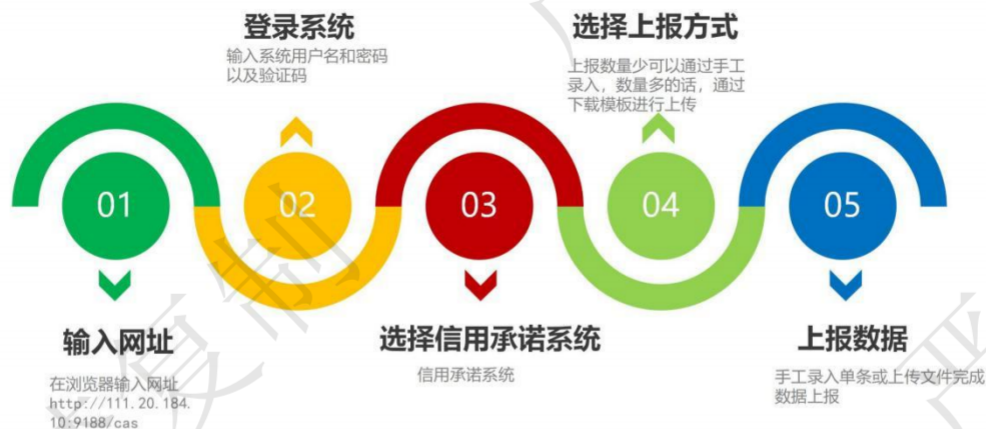 登录系统
输入系统用户名和密码
以及验证码
选择上报方式
上报数量少可以通过手工
录入，数量多的话，通过
下载模板进行上传
01
02
03
04
05
输入网址
在浏览器输入网址
http://111.20.184.
10:9188/cas
选择信用承诺系统
信用承诺系统
上报数据
手工录入单条或上传文件完成
数据上报
复制
严